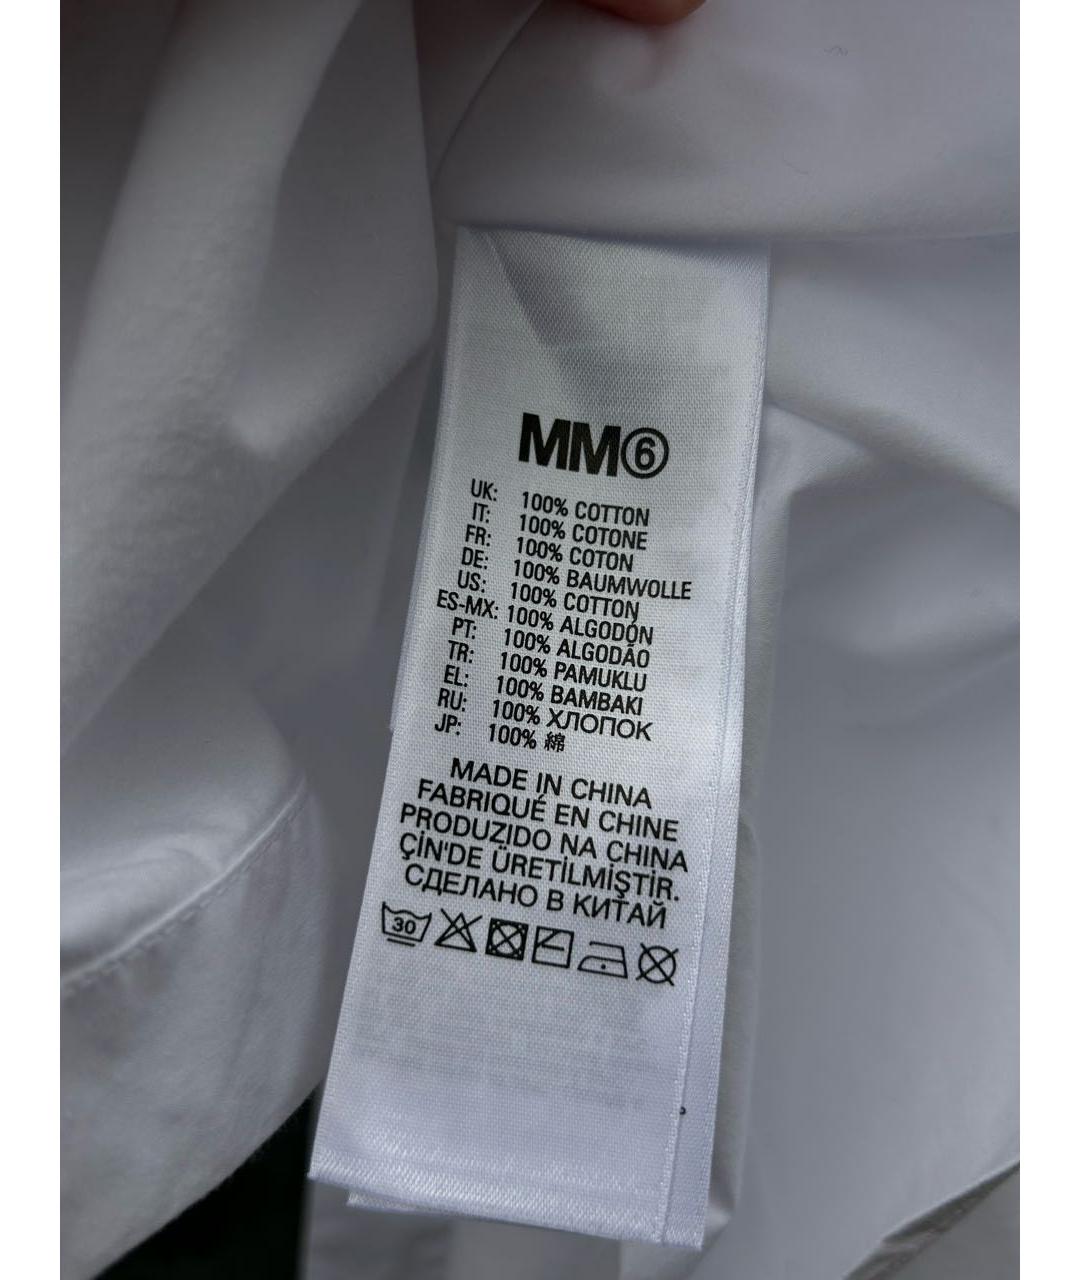 MM⑥
UK: 100% COTTON
IT: 100% COTONE
FR: 100% COTON
DE: 100% BAUMWOLLE
US: 100% COTTON
ES-MX: 100% ALGODÓN
PT: 100% ALGODÃO
TR: 100% PAMUKLU
EL: 100% BAMBAKI
RU: 100% ХЛОПОК
JP: 100% 綿
MADE IN CHINA
FABRIQUÉ EN CHINE
PRODUZIDO NA CHINA
ÇİN'DE ÜRETİLMİŞTİR.
СДЕЛАНО В КИТАЙ
30